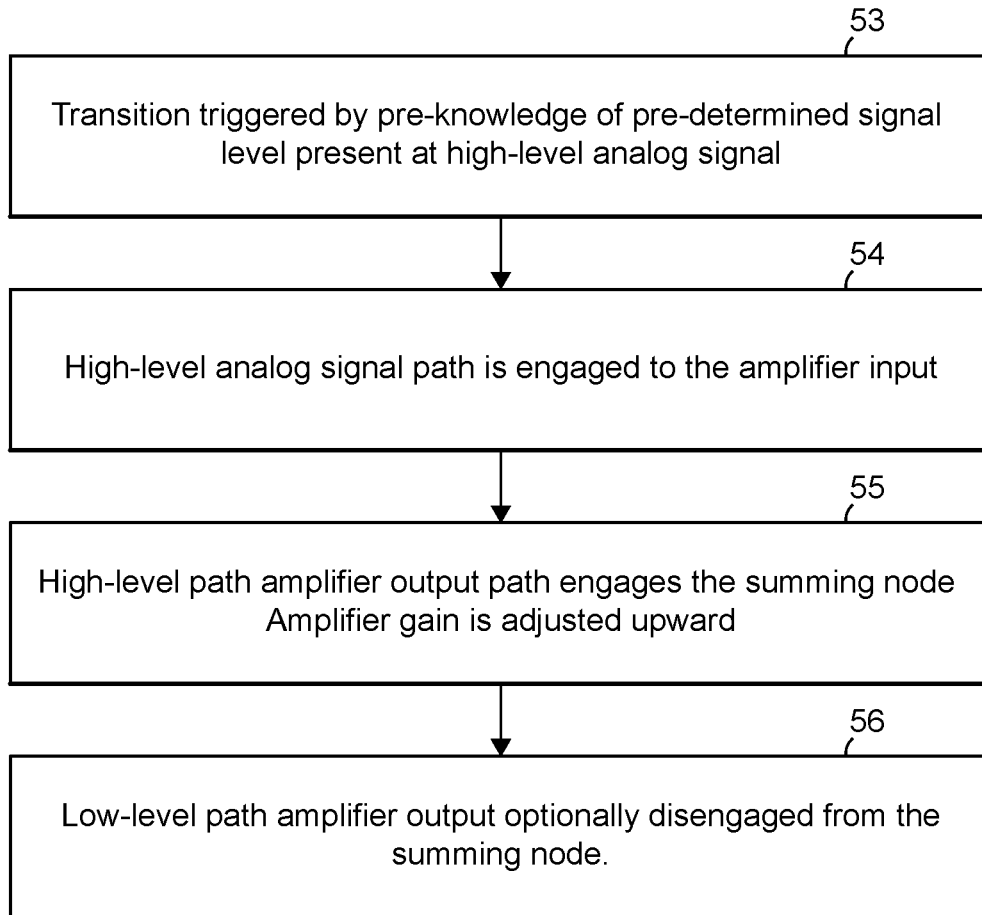 53
Transition triggered by pre-knowledge of pre-determined signal
level present at high-level analog signal
54
High-level analog signal path is engaged to the amplifier input
55
High-level path amplifier output path engages the summing node
Amplifier gain is adjusted upward
56
Low-level path amplifier output optionally disengaged from the
summing node.